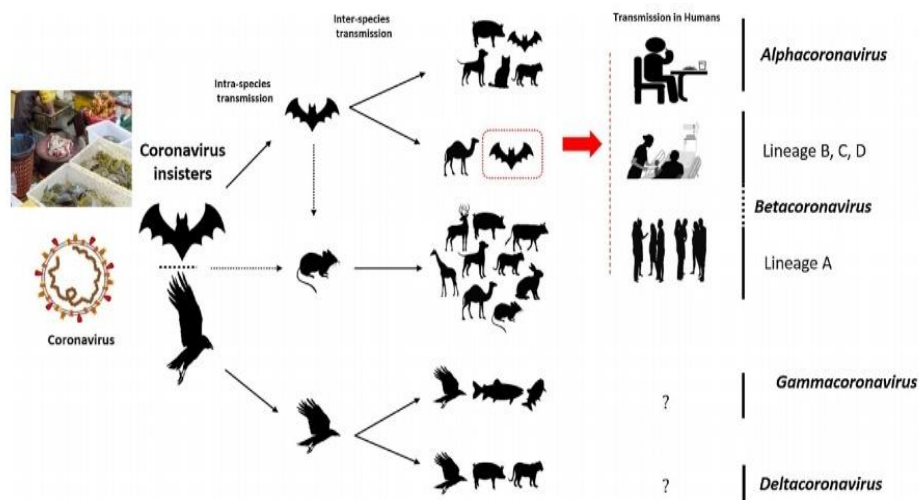 Inter-species
transmission
Transmission in Humans
Alphacoronavirus
Intra-species
transmission
Coronavirus
insisters
Lineage B, C, D
Betacoronavirus
Lineage A
Coronavirus
Gammacoronavirus
?
?
Deltacoronavirus